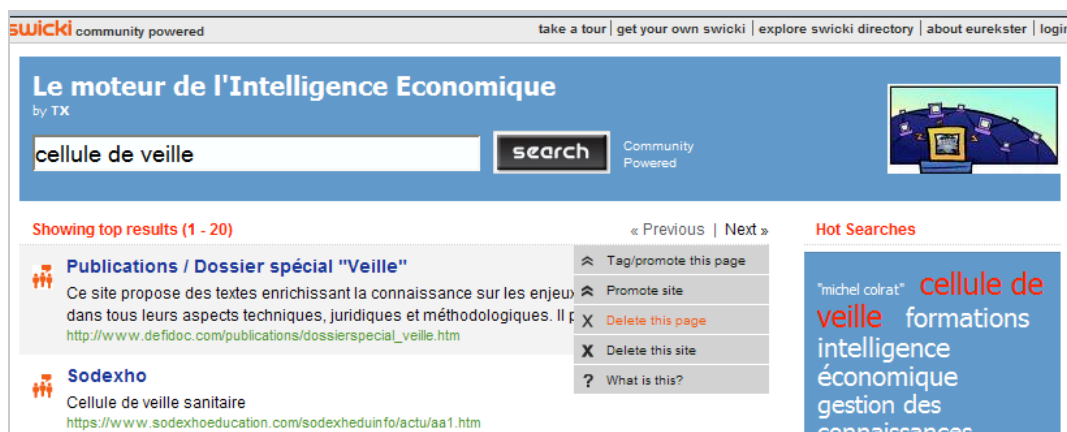 swicki community powered
take a tour | get your own swicki | explore swicki directory | about eurekster | login
Le moteur de l'Intelligence Economique
by TX
cellule de veille
search
Community
Powered
Showing top results (1 - 20)
« Previous | Next »
Hot Searches
Publications / Dossier spécial "Veille"
Ce site propose des textes enrichissant la connaissance sur les enjeux
dans tous leurs aspects techniques, juridiques et méthodologiques. Il
http://www.defidoc.com/publications/dossierspecial_veille.htm
Tag/promote this page
Promote site
X Delete this page
X Delete this site
? What is this?
Sodexho
Cellule de veille sanitaire
https://www.sodexhoeducation.com/sodexheduinfo/actu/aa1.htm
"michel colrat" cellule de
veille formations
intelligence
économique
gestion des
connaissances